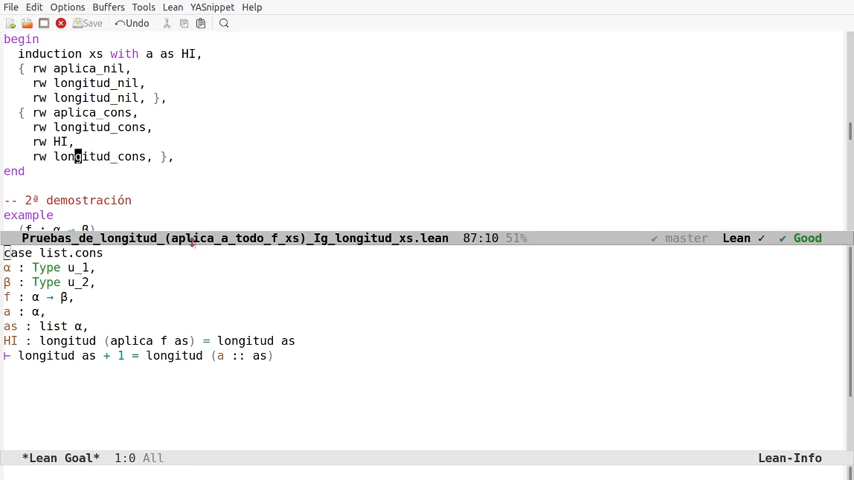 File Edit Options Buffers Tools Lean YASnippet Help
Save Undo
begin
induction xs with a as HI,
{ rw aplica_nil,
rw longitud_nil,
rw longitud_nil, },
{ rw aplica_cons,
rw longitud_cons,
rw HI,
rw longitud_cons, },
end
-- 2ª demostración
example
(f : α → β)
Pruebas_de_longitud_(aplica_a_todo_f_xs)_Ig_longitud_xs.lean 87:10 51% ✔ master Lean ✓ ✔ Good
case list.cons
α : Type u_1,
β : Type u_2,
f : α → β,
a : α,
as : list α,
HI : longitud (aplica f as) = longitud as
⊢ longitud as + 1 = longitud (a :: as)
*Lean Goal* 1:0 All Lean-Info